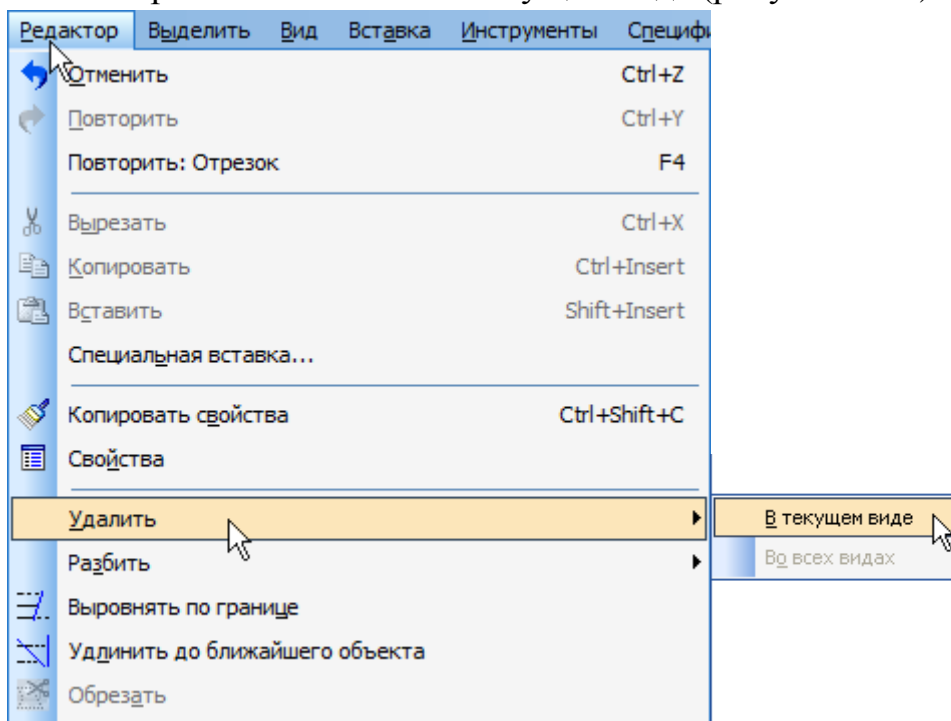 Редактор Выделить Вид Вставка Инструменты
Отменить Ctrl+Z
Повторить Ctrl+Y
Повторить: Отрезок F4
Вырезать Ctrl+X
Копировать Ctrl+Insert
Вставить Shift+Insert
Специальная вставка...
Копировать свойства Ctrl+Shift+C
Свойства
Удалить В текущем виде
Разбить Во всех видах
Выровнять по границе
Удлинить до ближайшего объекта
Обрезать